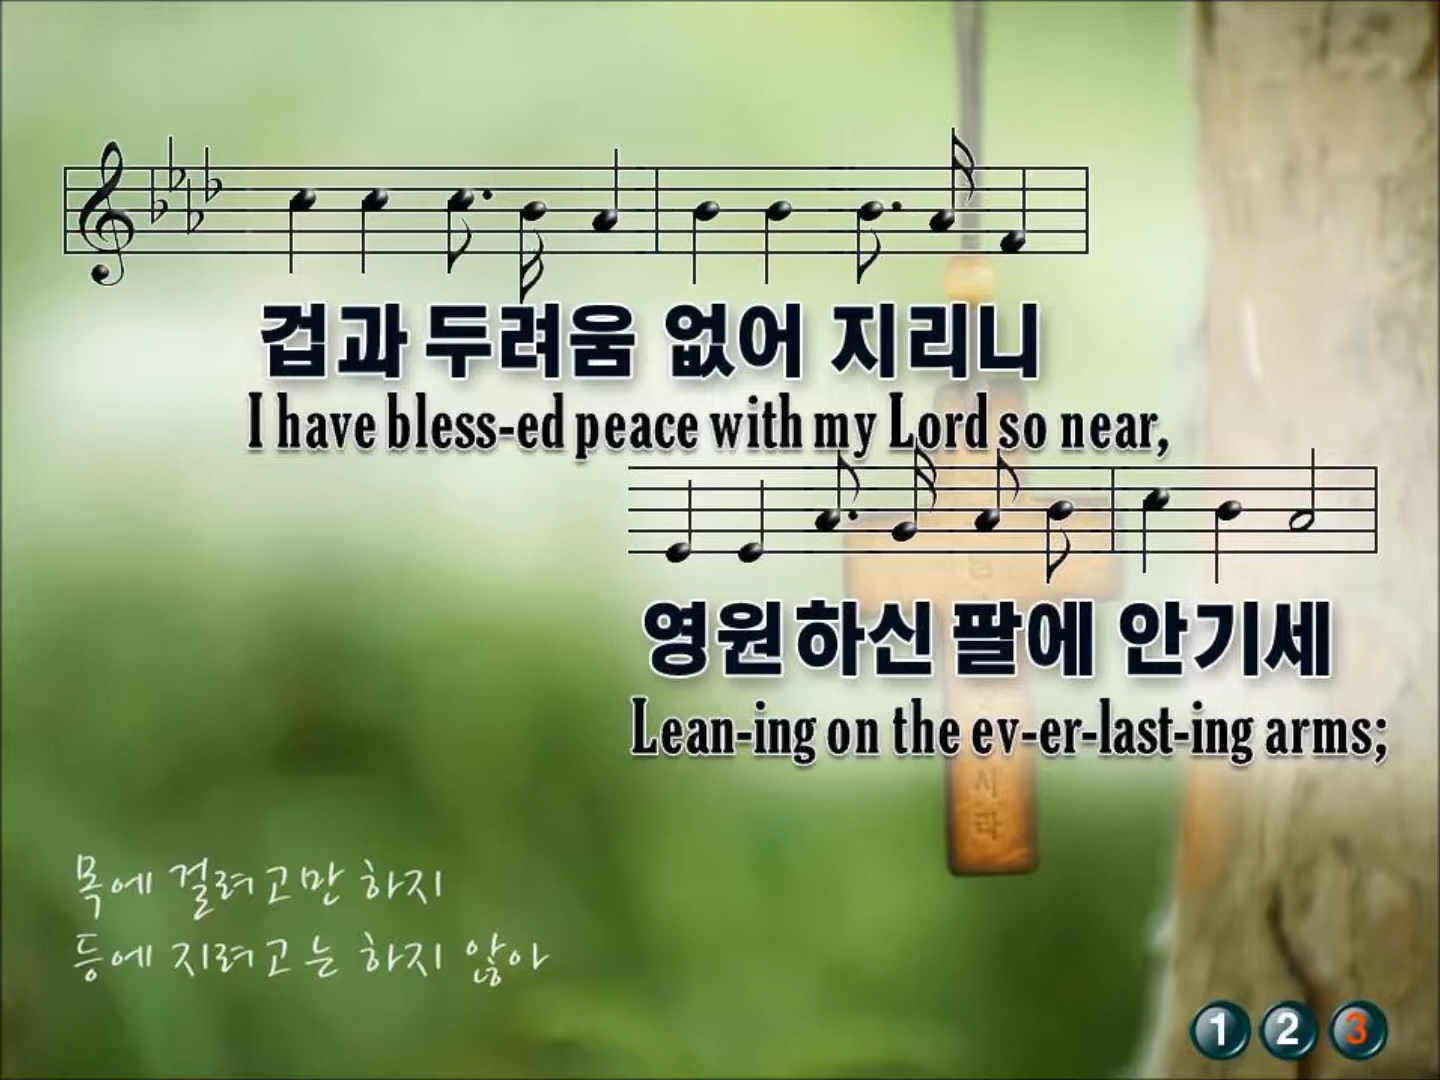 겁과 두려움 없어 지리니
I have bless-ed peace with my Lord so near,
영원하신 팔에 안기세
Lean-ing on the ev-er-last-ing arms;
사
라
목에 걸려고만 하지
등에 지려고는 하지 않아
1 2 3